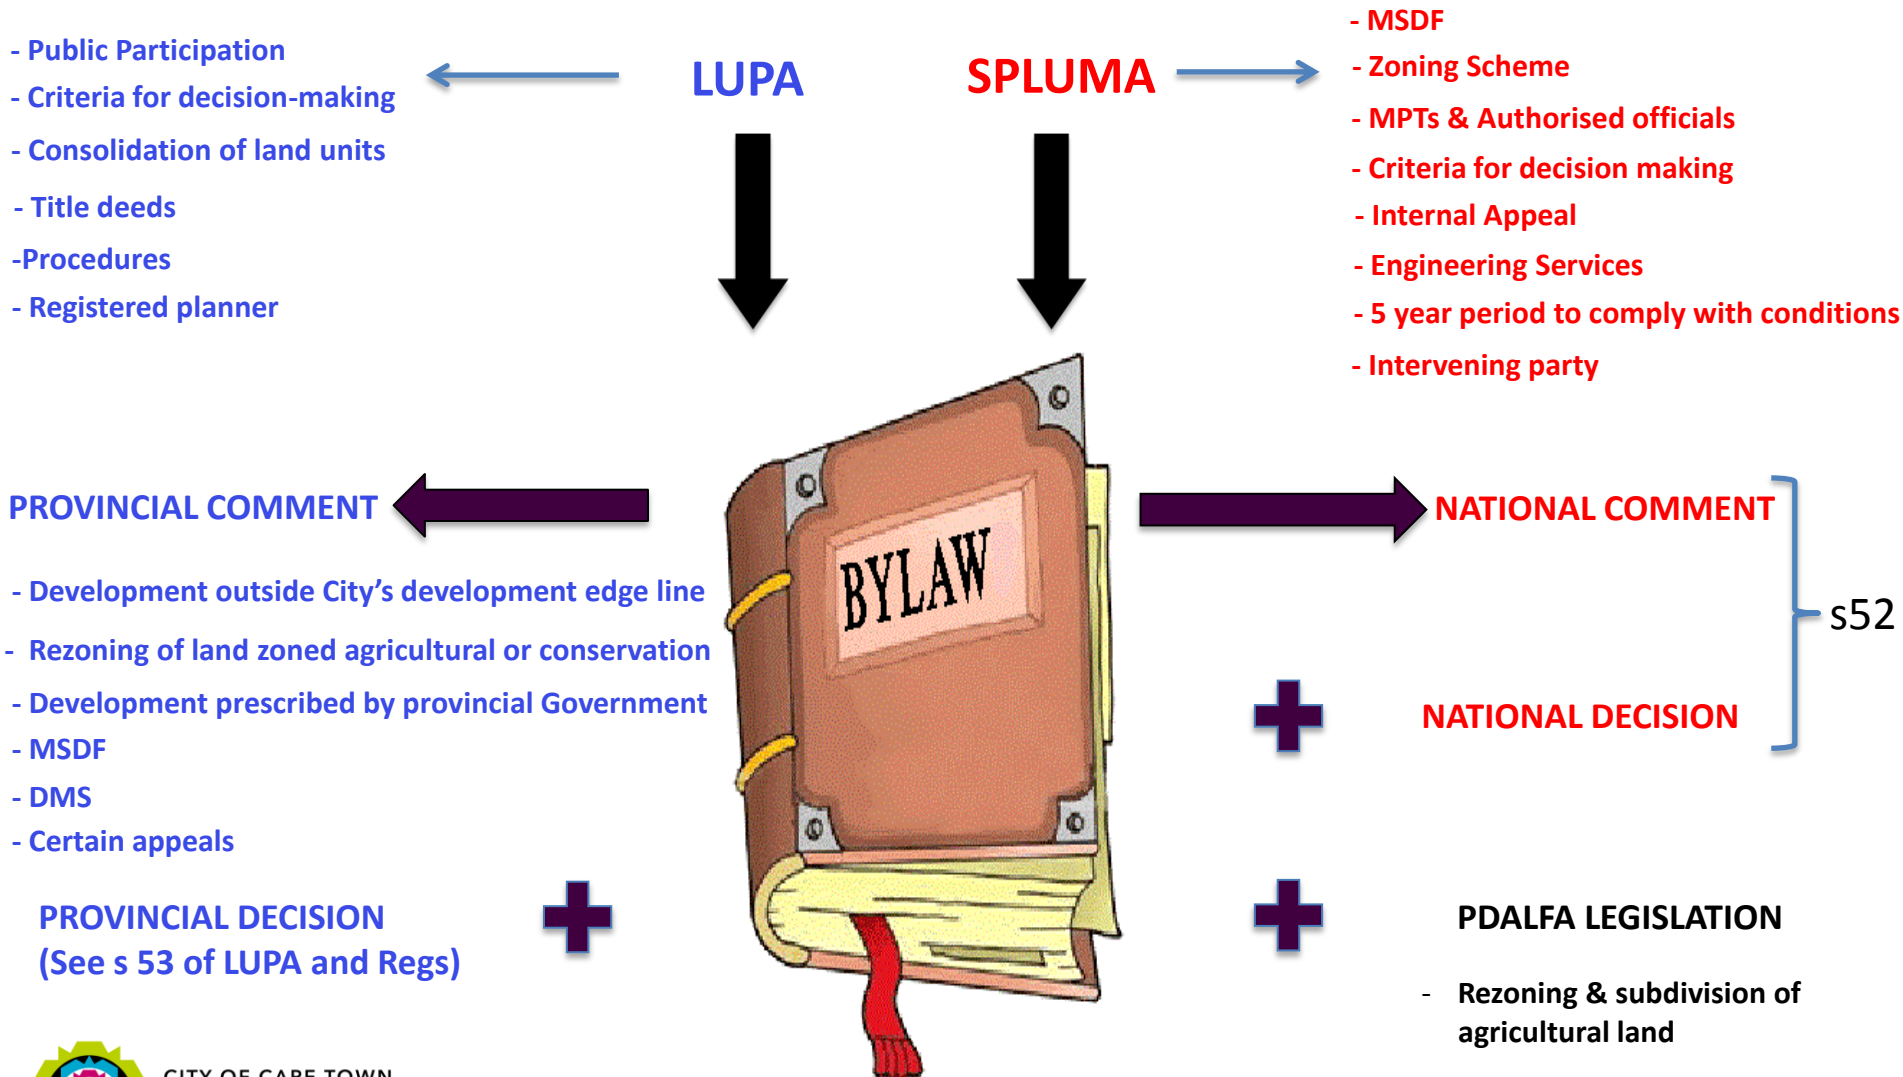 - Public Participation
- Criteria for decision-making
- Consolidation of land units
- Title deeds
-Procedures
- Registered planner
LUPA
SPLUMA
- MSDF
- Zoning Scheme
- MPTs & Authorised officials
- Criteria for decision making
- Internal Appeal
- Engineering Services
- 5 year period to comply with conditions
- Intervening party
PROVINCIAL COMMENT
- Development outside City’s development edge line
- Rezoning of land zoned agricultural or conservation
- Development prescribed by provincial Government
- MSDF
- DMS
- Certain appeals
PROVINCIAL DECISION
(See s 53 of LUPA and Regs)
BYLAW
NATIONAL COMMENT
s52
NATIONAL DECISION
PDALFA LEGISLATION
- Rezoning & subdivision of
agricultural land
CITY OF CAPE TOWN